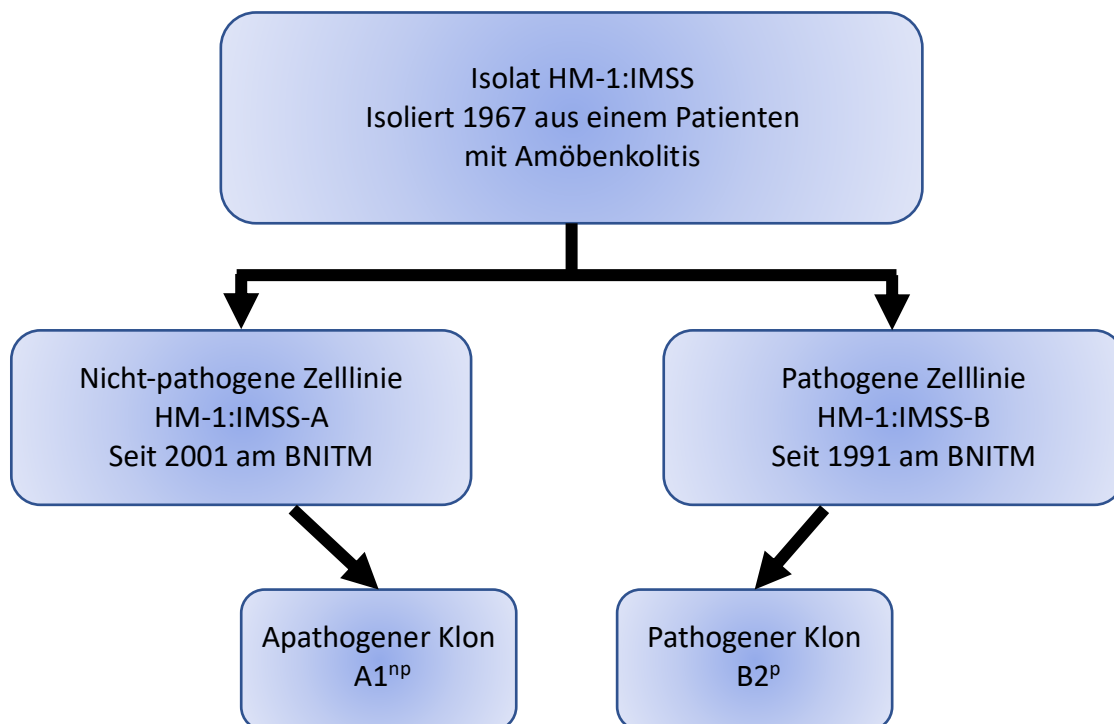 Isolat HM-1:IMSS
Isoliert 1967 aus einem Patienten
mit Amöbenkolitis
Nicht-pathogene Zelllinie
HM-1:IMSS-A
Seit 2001 am BNITM
Pathogene Zelllinie
HM-1:IMSS-B
Seit 1991 am BNITM
Apathogener Klon
A1ⁿᵖ
Pathogener Klon
B2ᵖ